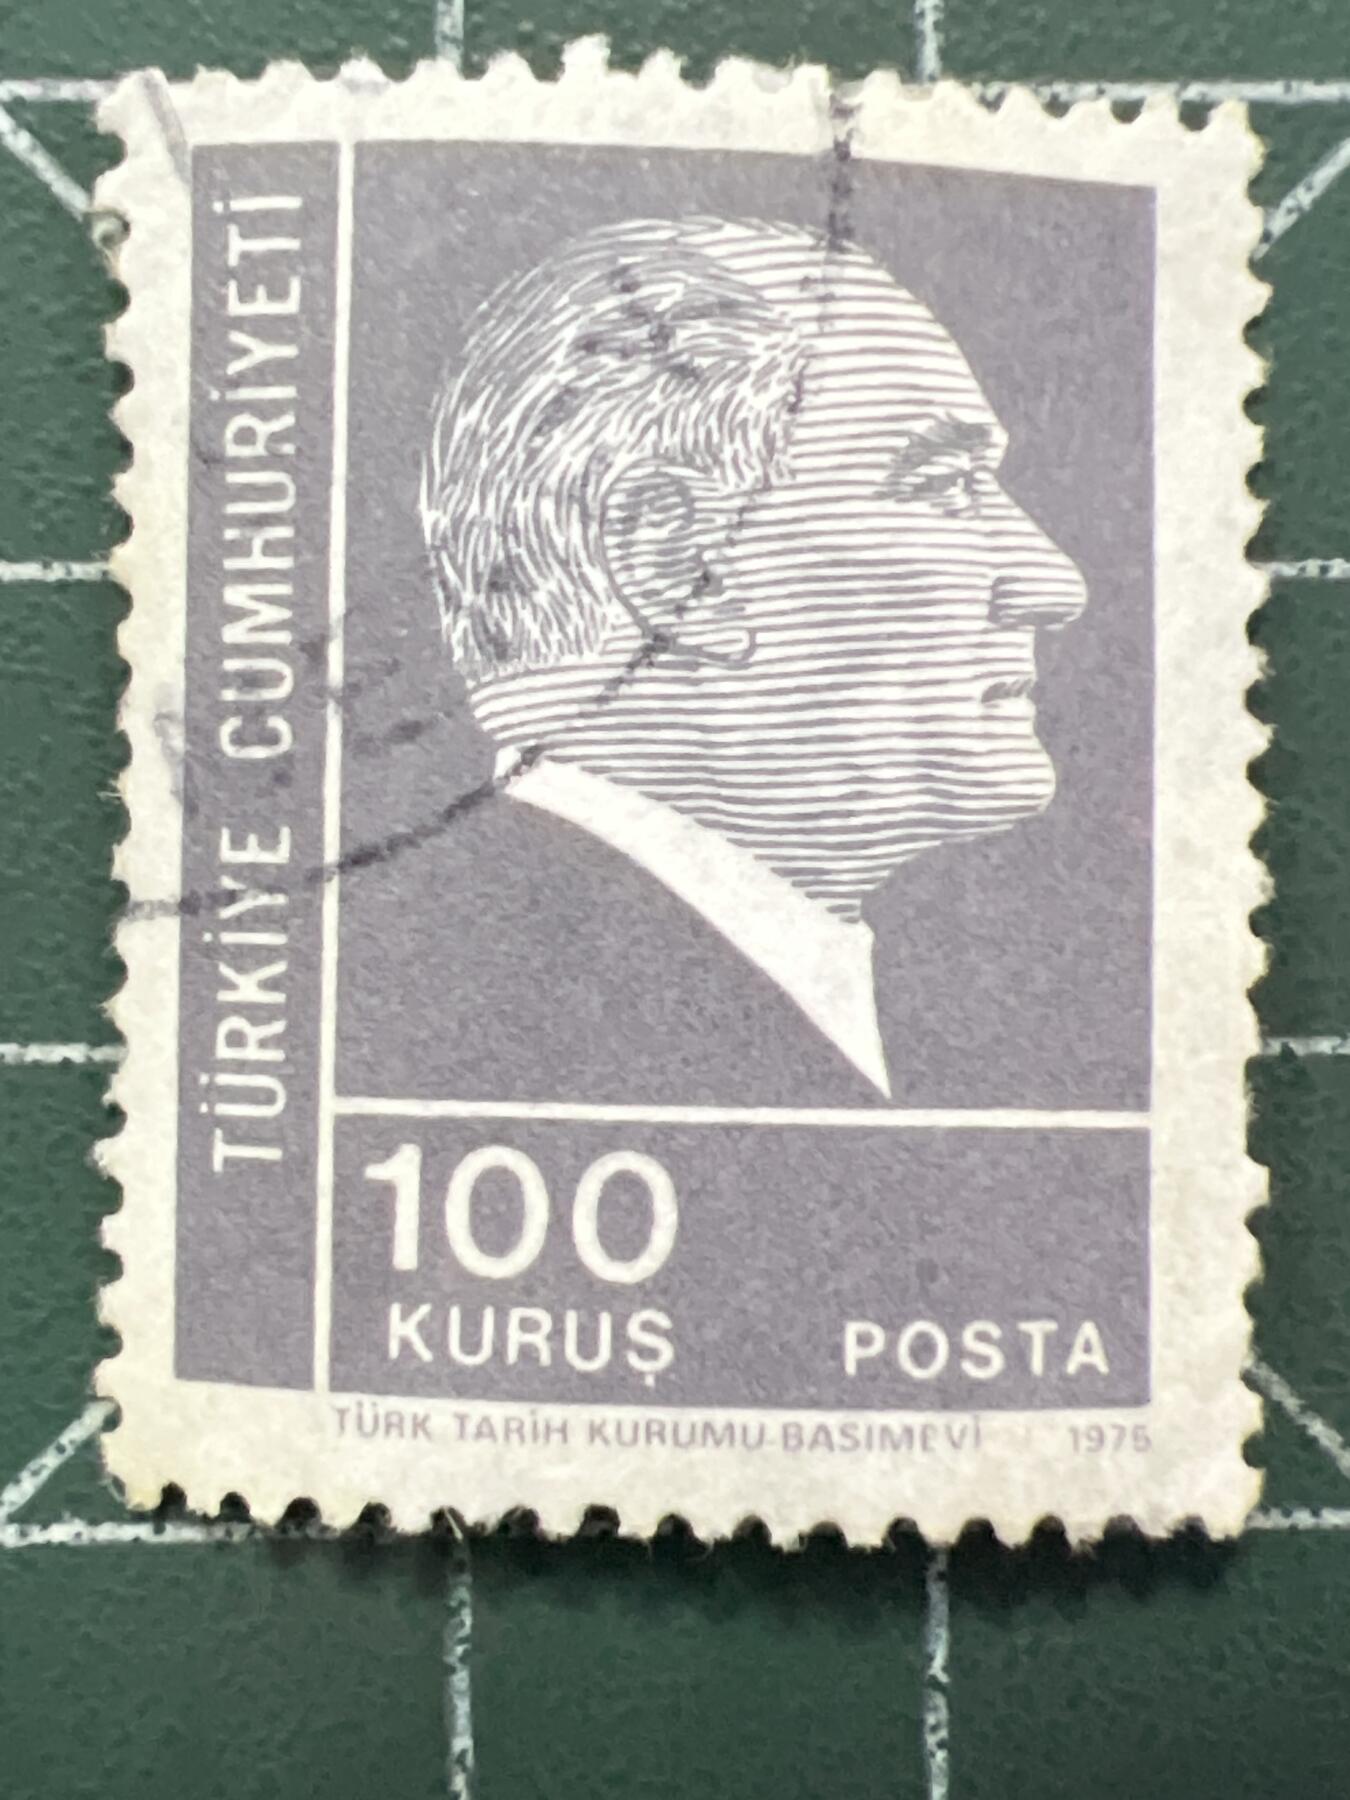 TÜRKİYE CUMHURİYETİ
100
KURUŞ
POSTA
TÜRK TARİH KURUMU BASIMEVİ 1975